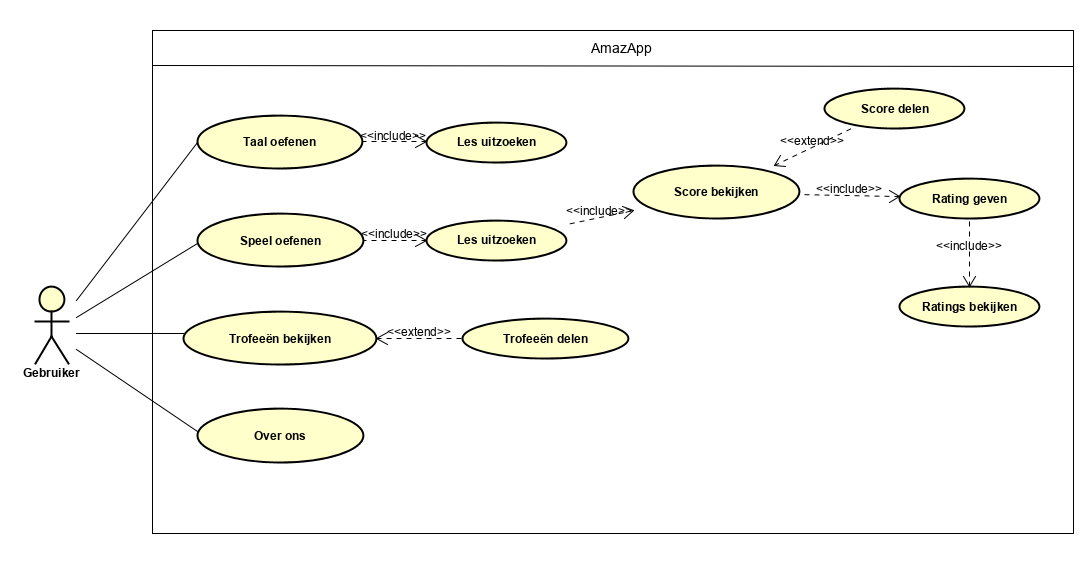 AmazApp
Score delen
Taal oefenen
<<include>>
Les uitzoeken
<<extend>>
Score bekijken
<<include>>
Rating geven
Speel oefenen
<<include>>
Les uitzoeken
<<include>>
<<include>>
Ratings bekijken
Trofeeën bekijken
<<extend>>
Trofeeën delen
Gebruiker
Over ons